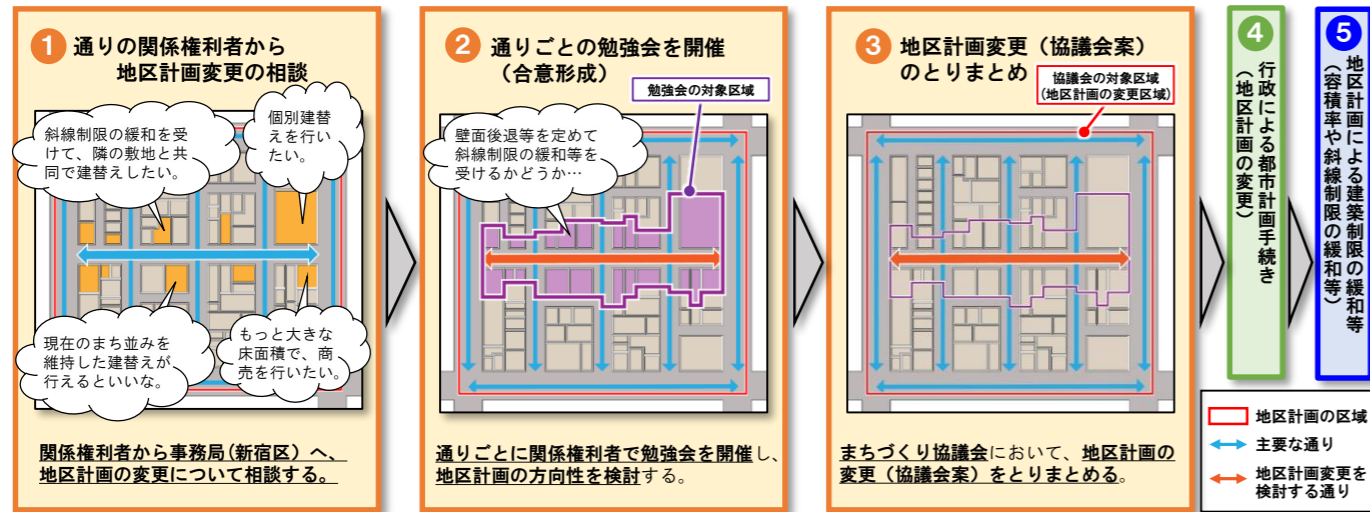 ① 通りの関係権利者から
地区計画変更の相談
斜線制限の緩和を受
けて、隣の敷地と共
同で建替えしたい。
個別建替
えを行い
たい。
現在のまち並みを
維持した建替えが
行えるといいな。
もっと大きな
床面積で、商
売を行いたい。
関係権利者から事務局(新宿区)へ、
地区計画の変更について相談する。
② 通りごとの勉強会を開催
(合意形成)
勉強会の対象区域
壁面後退等を定めて
斜線制限の緩和等を
受けるかどうか…
通りごとに関係権利者で勉強会を開催し、
地区計画の方向性を検討する。
③ 地区計画変更(協議会案)
のとりまとめ
協議会の対象区域
(地区計画の変更区域)
まちづくり協議会において、地区計画の
変更(協議会案)をとりまとめる。
④
行政による都市計画手続き
(地区計画の変更)
⑤
地区計画による建築制限の緩和等
(容積率や斜線制限の緩和等)
地区計画の区域
主要な通り
地区計画変更を
検討する通り